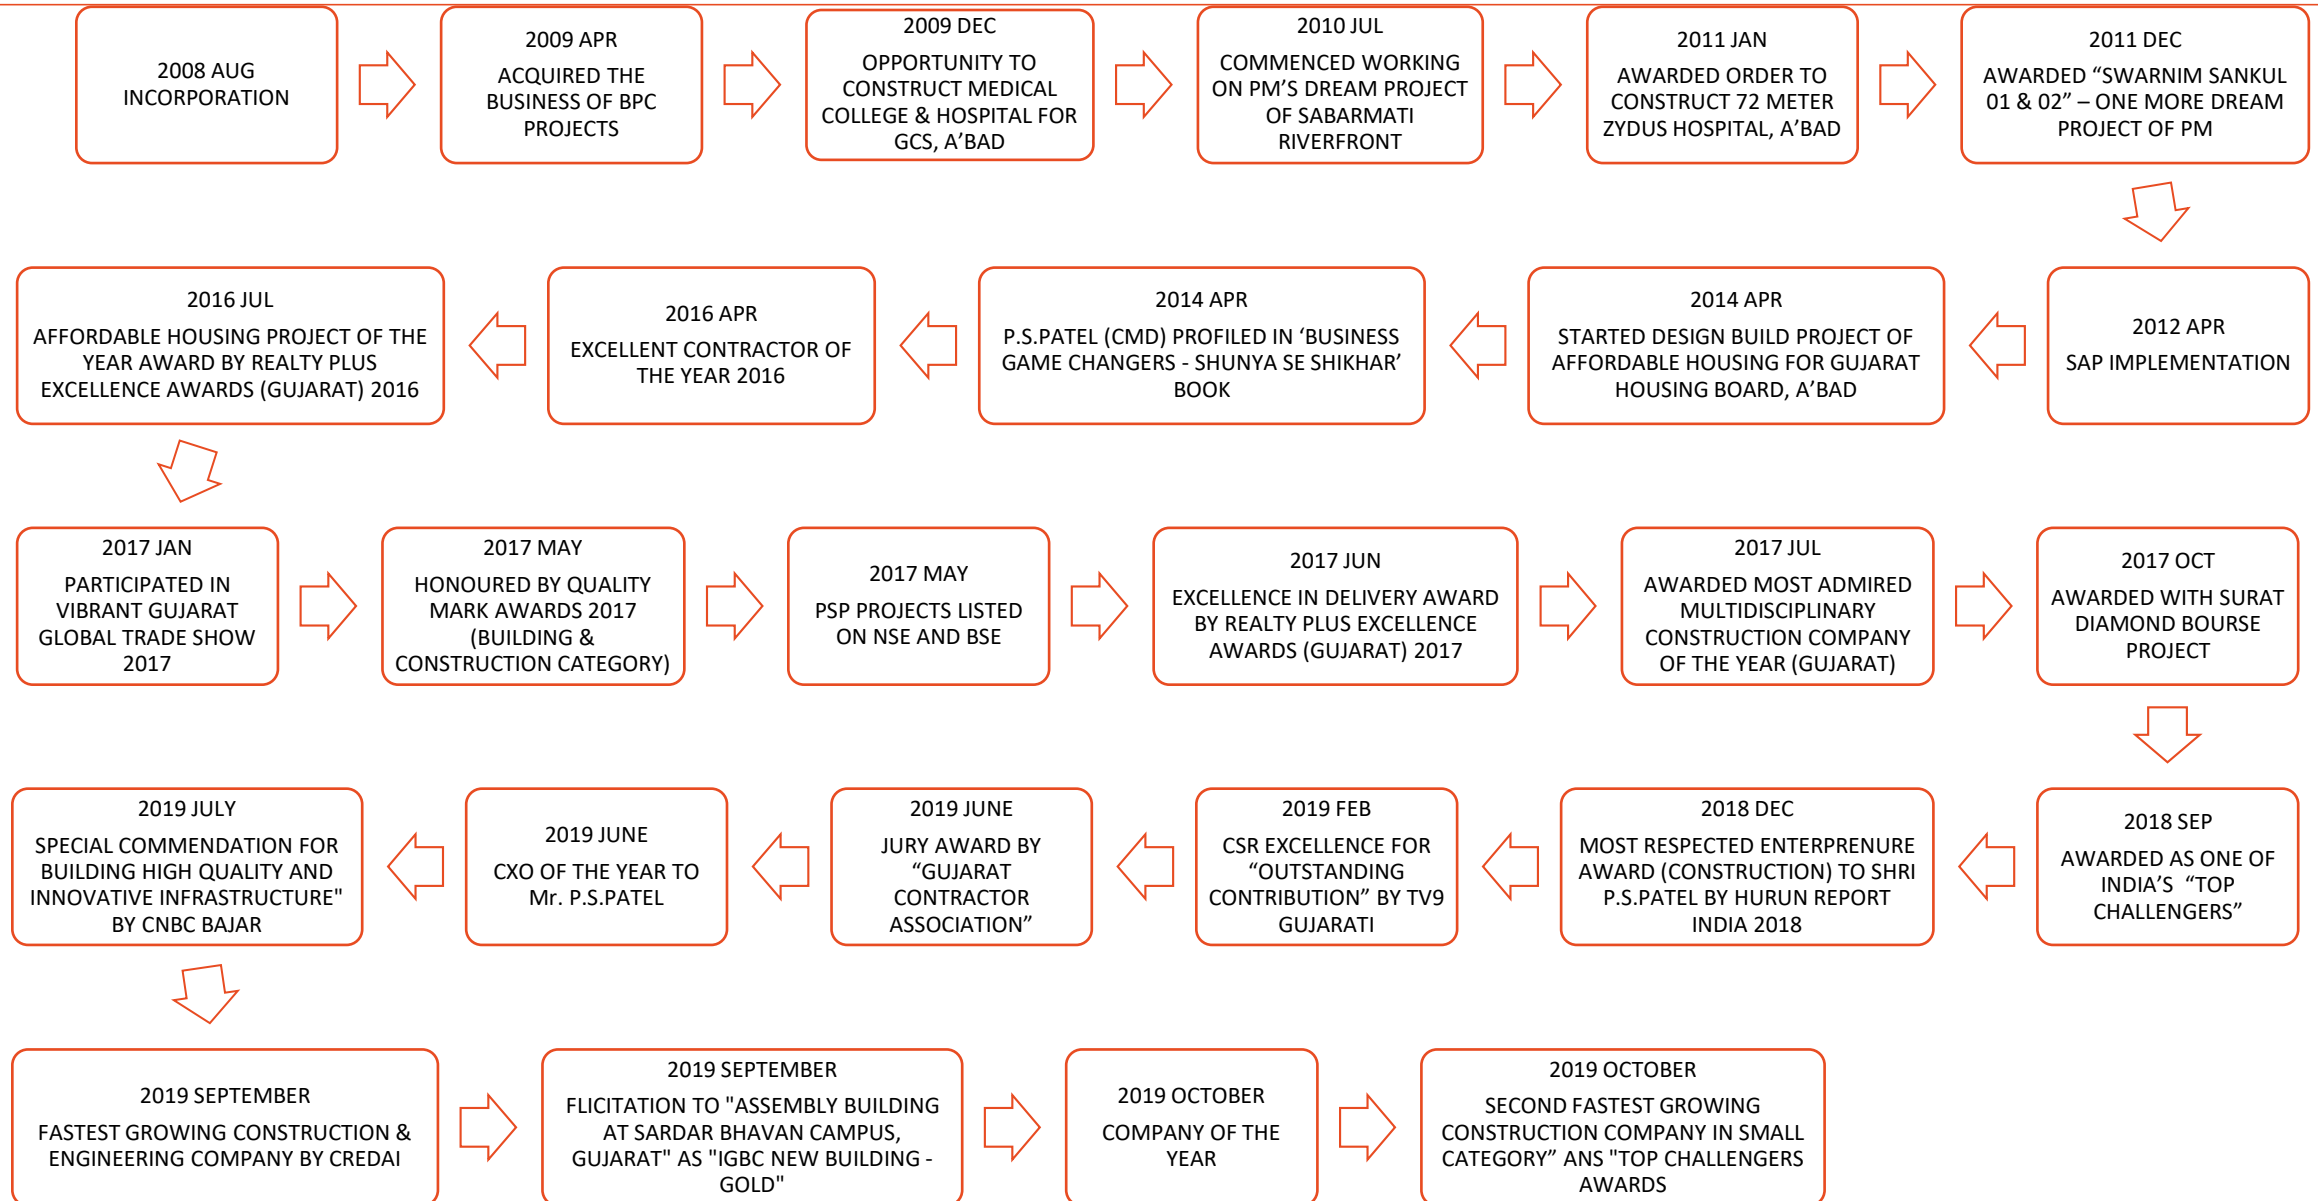 2008 AUG
INCORPORATION
2009 APR
ACQUIRED THE
BUSINESS OF BPC
PROJECTS
2009 DEC
OPPORTUNITY TO
CONSTRUCT MEDICAL
COLLEGE & HOSPITAL FOR
GCS, A’BAD
2010 JUL
COMMENCED WORKING
ON PM’S DREAM PROJECT
OF SABARMATI
RIVERFRONT
2011 JAN
AWARDED ORDER TO
CONSTRUCT 72 METER
ZYDUS HOSPITAL, A’BAD
2011 DEC
AWARDED “SWARNIM SANKUL
01 & 02” – ONE MORE DREAM
PROJECT OF PM
2012 APR
SAP IMPLEMENTATION
2014 APR
STARTED DESIGN BUILD PROJECT OF
AFFORDABLE HOUSING FOR GUJARAT
HOUSING BOARD, A’BAD
2014 APR
P.S.PATEL (CMD) PROFILED IN ‘BUSINESS
GAME CHANGERS - SHUNYA SE SHIKHAR’
BOOK
2016 APR
EXCELLENT CONTRACTOR OF
THE YEAR 2016
2016 JUL
AFFORDABLE HOUSING PROJECT OF THE
YEAR AWARD BY REALTY PLUS
EXCELLENCE AWARDS (GUJARAT) 2016
2017 JAN
PARTICIPATED IN
VIBRANT GUJARAT
GLOBAL TRADE SHOW
2017
2017 MAY
HONOURED BY QUALITY
MARK AWARDS 2017
(BUILDING &
CONSTRUCTION CATEGORY)
2017 MAY
PSP PROJECTS LISTED
ON NSE AND BSE
2017 JUN
EXCELLENCE IN DELIVERY AWARD
BY REALTY PLUS EXCELLENCE
AWARDS (GUJARAT) 2017
2017 JUL
AWARDED MOST ADMIRED
MULTIDISCIPLINARY
CONSTRUCTION COMPANY
OF THE YEAR (GUJARAT)
2017 OCT
AWARDED WITH SURAT
DIAMOND BOURSE
PROJECT
2018 SEP
AWARDED AS ONE OF
INDIA’S “TOP
CHALLENGERS”
2018 DEC
MOST RESPECTED ENTERPRENURE
AWARD (CONSTRUCTION) TO SHRI
P.S.PATEL BY HURUN REPORT
INDIA 2018
2019 FEB
CSR EXCELLENCE FOR
“OUTSTANDING
CONTRIBUTION” BY TV9
GUJARATI
2019 JUNE
JURY AWARD BY
“GUJARAT
CONTRACTOR
ASSOCIATION”
2019 JUNE
CXO OF THE YEAR TO
Mr. P.S.PATEL
2019 JULY
SPECIAL COMMENDATION FOR
BUILDING HIGH QUALITY AND
INNOVATIVE INFRASTRUCTURE"
BY CNBC BAJAR
2019 SEPTEMBER
FASTEST GROWING CONSTRUCTION &
ENGINEERING COMPANY BY CREDAI
2019 SEPTEMBER
FLICITATION TO "ASSEMBLY BUILDING
AT SARDAR BHAVAN CAMPUS,
GUJARAT" AS "IGBC NEW BUILDING -
GOLD"
2019 OCTOBER
COMPANY OF THE
YEAR
2019 OCTOBER
SECOND FASTEST GROWING
CONSTRUCTION COMPANY IN SMALL
CATEGORY” ANS "TOP CHALLENGERS
AWARDS